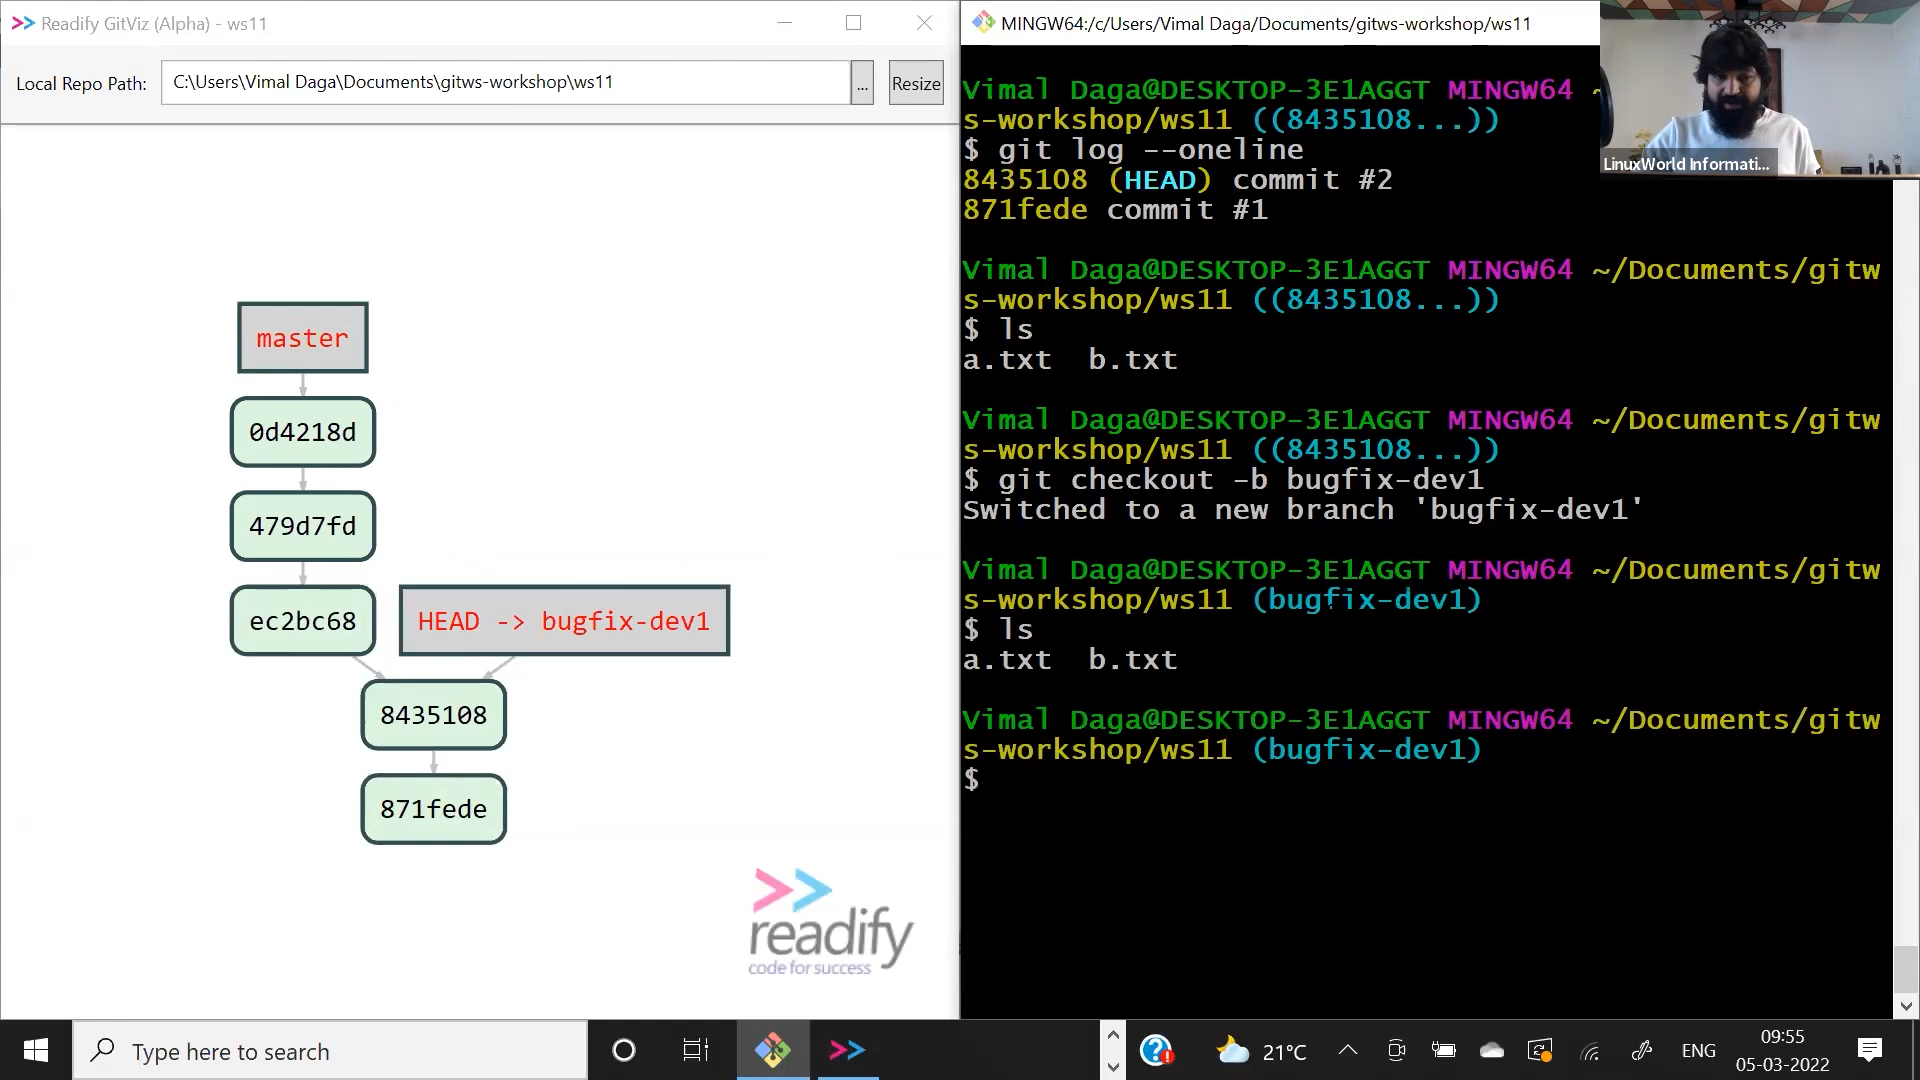 Readify GitViz (Alpha) - ws11
Local Repo Path:
C:\Users\Vimal Daga\Documents\gitws-workshop\ws11
...
Resize
master
0d4218d
479d7fd
ec2bc68
HEAD -> bugfix-dev1
8435108
871fede
readify
code for success
MINGW64:/c/Users/Vimal Daga/Documents/gitws-workshop/ws11
Vimal Daga@DESKTOP-3E1AGGT MINGW64 ~
s-workshop/ws11 ((8435108...))
$ git log --oneline
8435108 (HEAD) commit #2
871fede commit #1
Vimal Daga@DESKTOP-3E1AGGT MINGW64 ~/Documents/gitw
s-workshop/ws11 ((8435108...))
$ ls
a.txt  b.txt
Vimal Daga@DESKTOP-3E1AGGT MINGW64 ~/Documents/gitw
s-workshop/ws11 ((8435108...))
$ git checkout -b bugfix-dev1
Switched to a new branch 'bugfix-dev1'
Vimal Daga@DESKTOP-3E1AGGT MINGW64 ~/Documents/gitw
s-workshop/ws11 (bugfix-dev1)
$ ls
a.txt  b.txt
Vimal Daga@DESKTOP-3E1AGGT MINGW64 ~/Documents/gitw
s-workshop/ws11 (bugfix-dev1)
$
LinuxWorld Informati...
Type here to search
21°C
ENG
09:55
05-03-2022